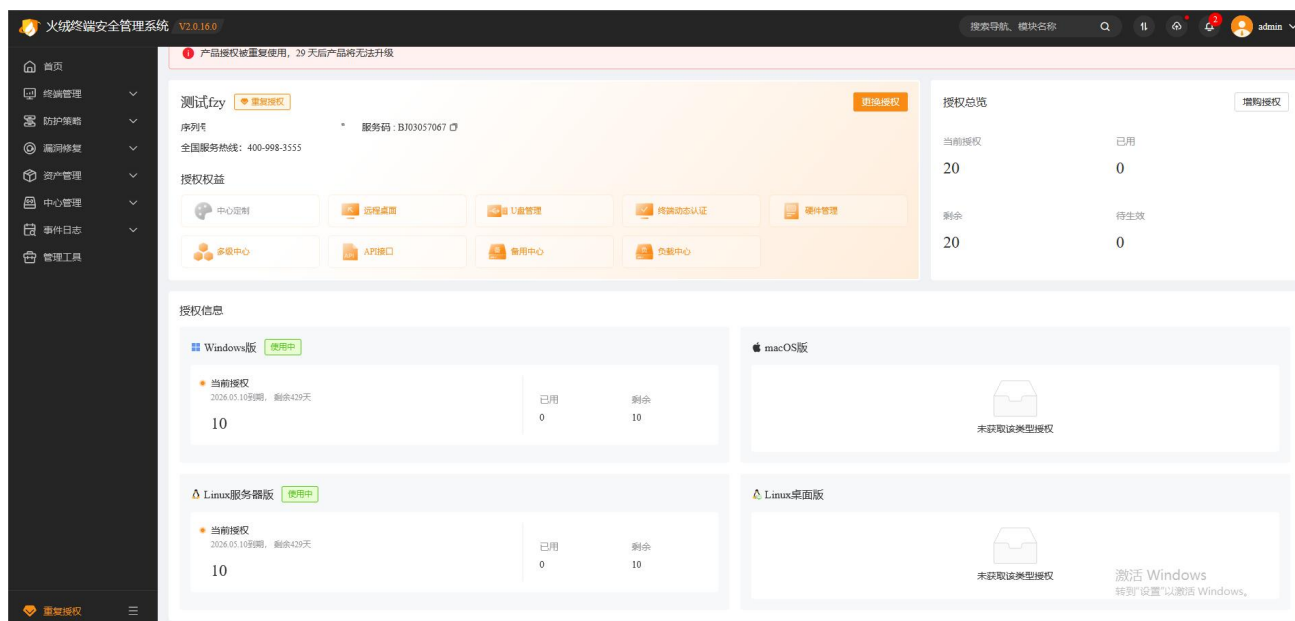 火绒终端安全管理系统 V2.0.16.0
搜索导航、模块名称
2
admin
产品授权被重复使用，29 天后产品将无法升级
首页
终端管理
防护策略
漏洞修复
资产管理
中心管理
事件日志
管理工具
重复授权
测试fzy 重复授权
更换授权
序列号 服务码 : BJ03057067
全国服务热线：400-998-3555
授权权益
中心定制 远程桌面 U盘管理 终端动态认证 硬件管理
多级中心 API接口 备用中心 负载中心
授权总览 增购授权
当前授权 已用
20 0
剩余 待生效
20 0
授权信息
Windows版 使用中
当前授权
2026.05.10到期， 剩余429天
10
已用 剩余
0 10
macOS版
未获取该类型授权
Linux服务器版 使用中
当前授权
2026.05.10到期， 剩余429天
10
已用 剩余
0 10
Linux桌面版
未获取该类型授权
激活 Windows
转到"设置"以激活 Windows。